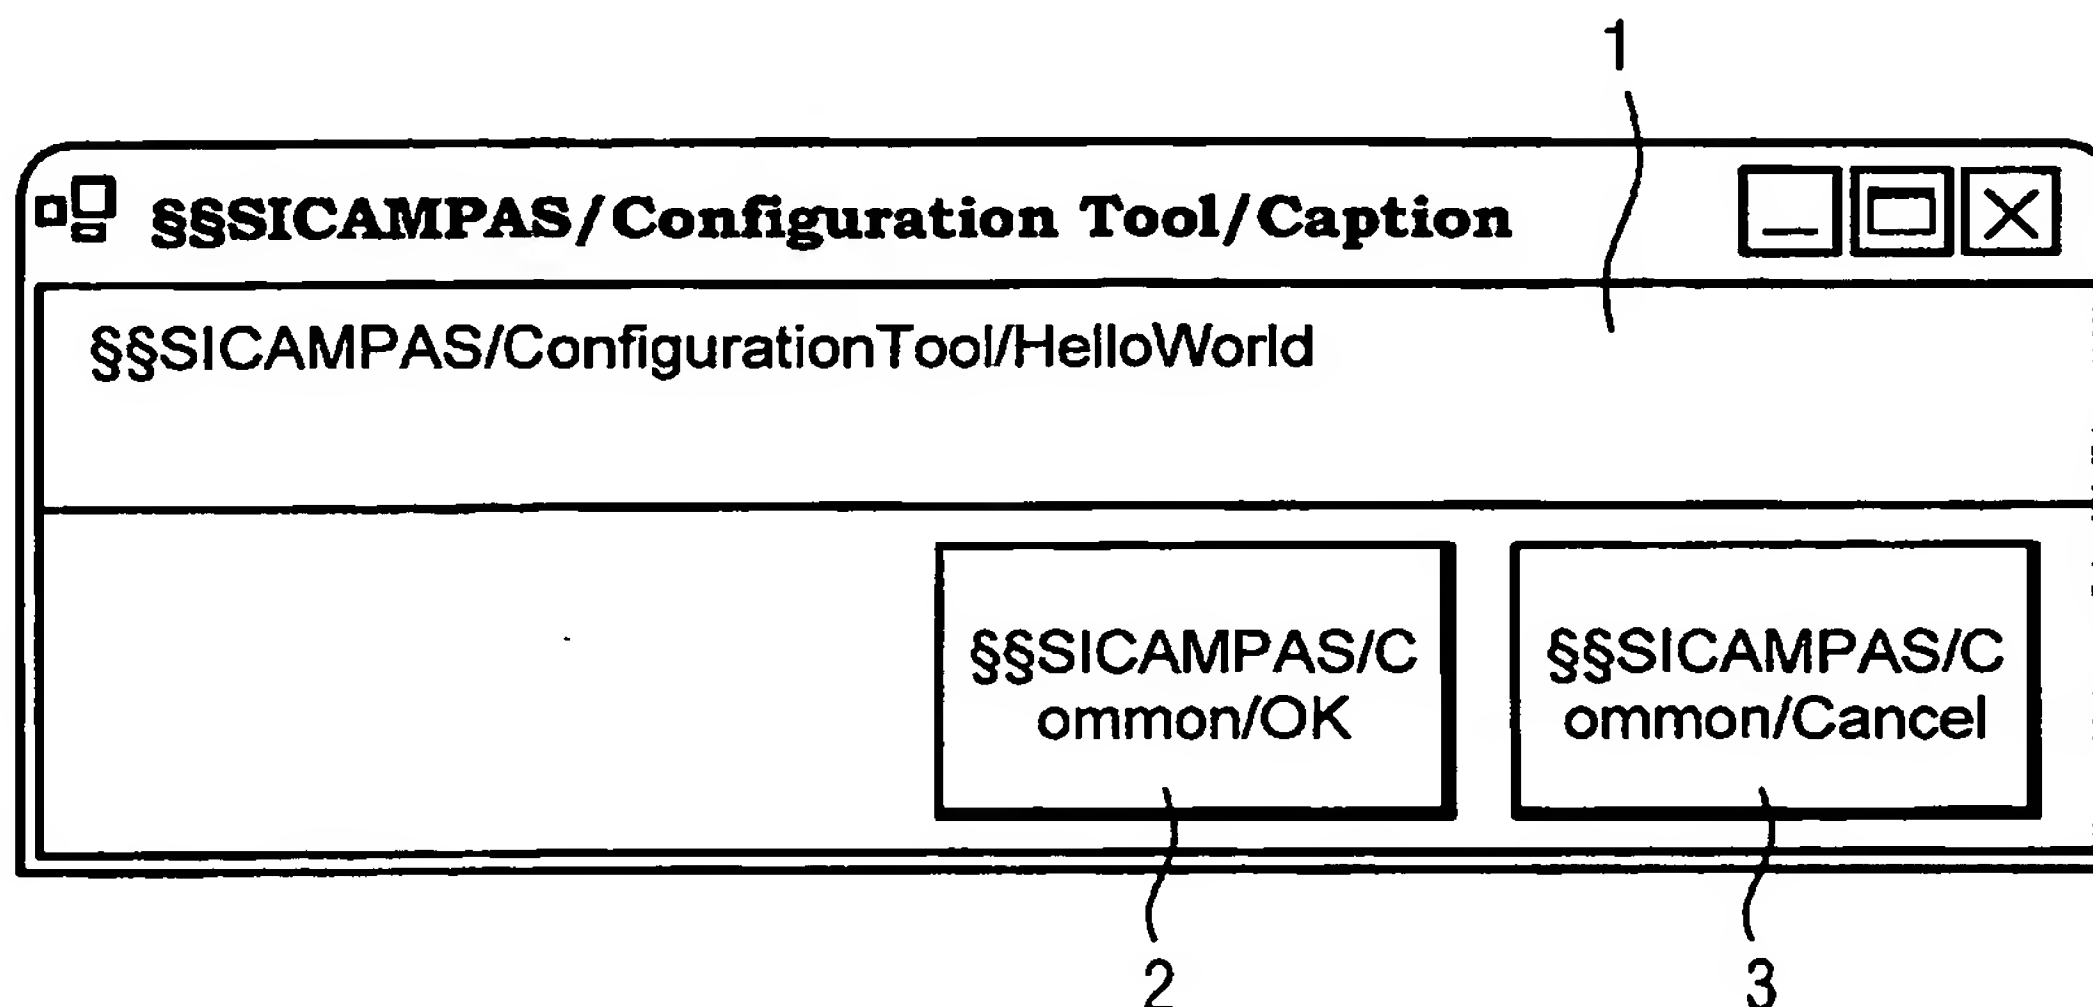 1
§§SICAMPAS/Configuration Tool/Caption
§§SICAMPAS/ConfigurationTool/HelloWorld
§§SICAMPAS/C
ommon/OK
§§SICAMPAS/C
ommon/Cancel
2
3